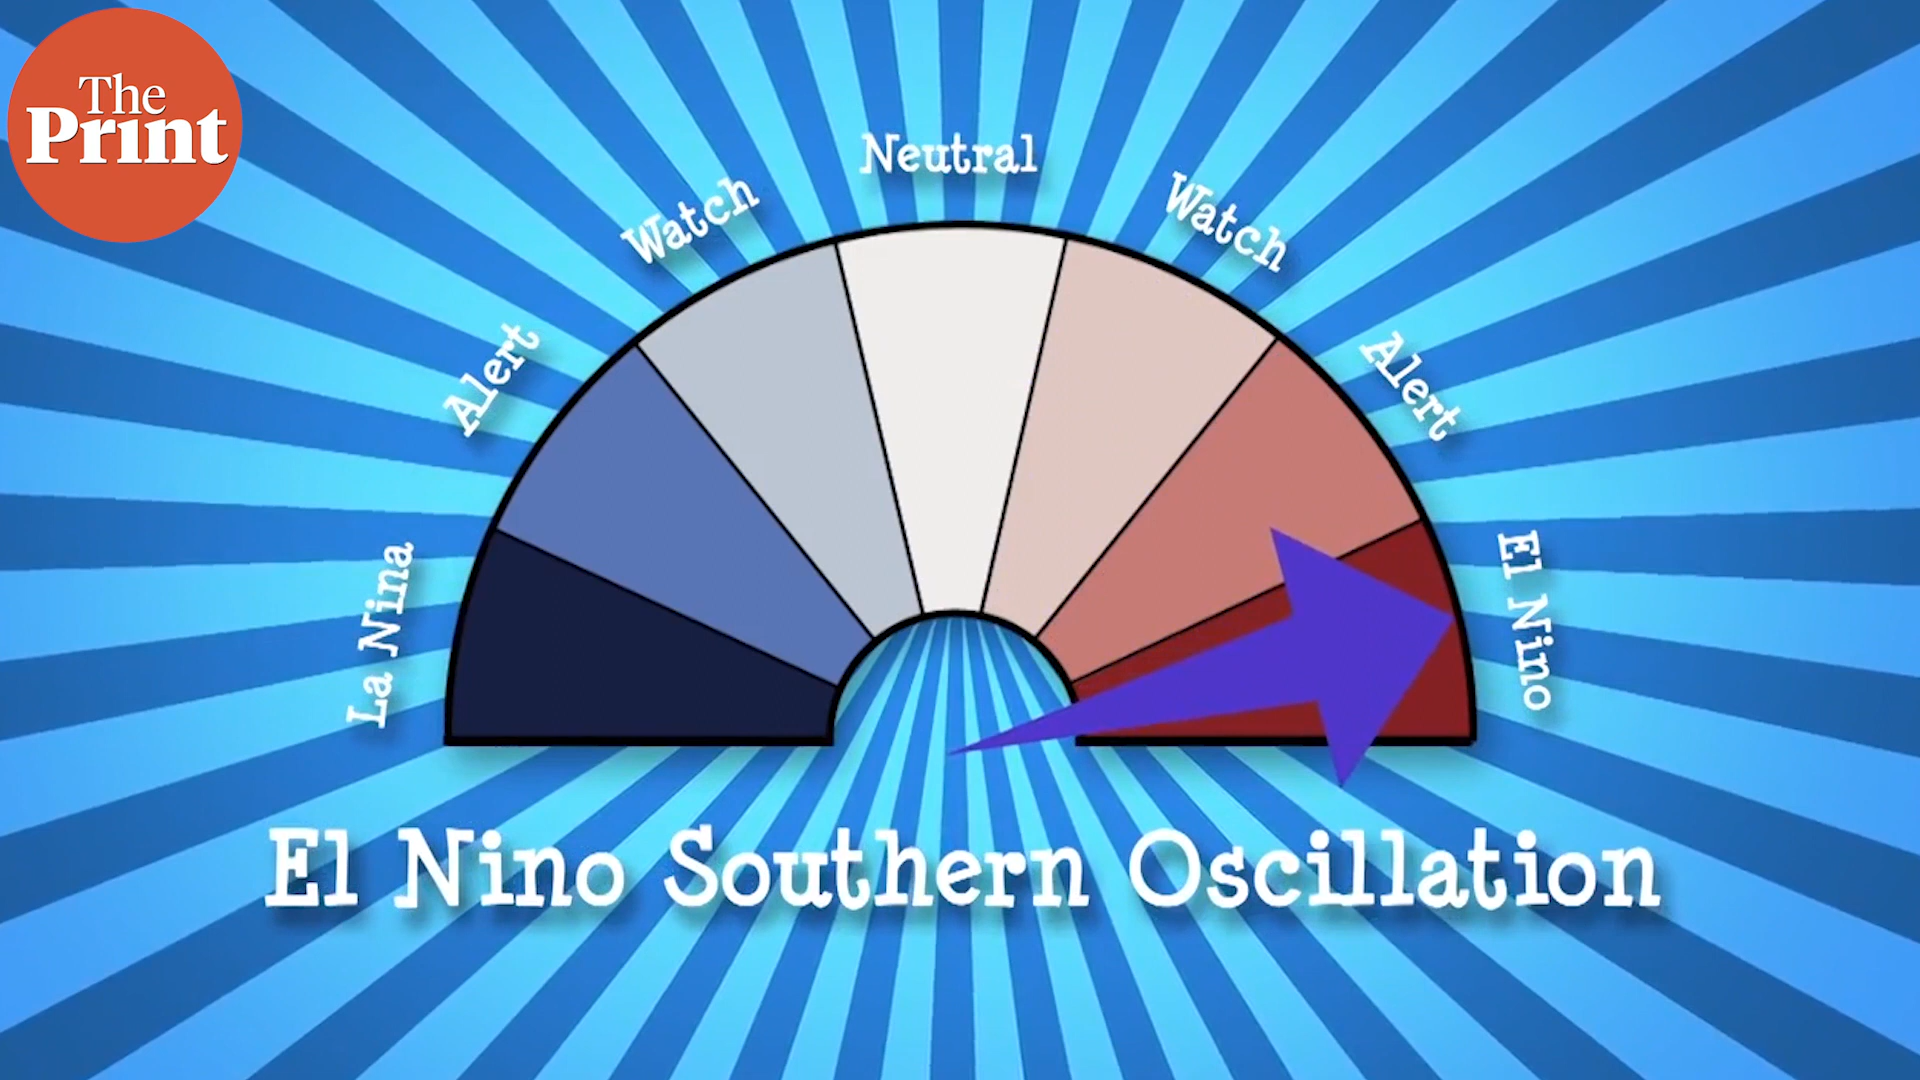 The
Print
Neutral
Watch
Watch
Alert
Alert
La Nina
El Nino
El Nino Southern Oscillation